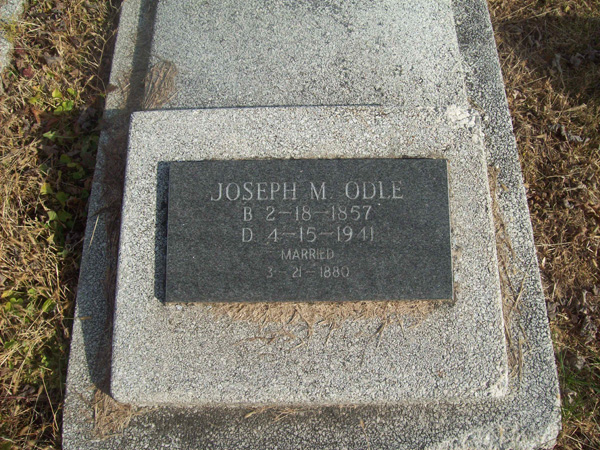 JOSEPH M ODLE
B 2-18-1857
D 4-15-1941
MARRIED
3-21-1880